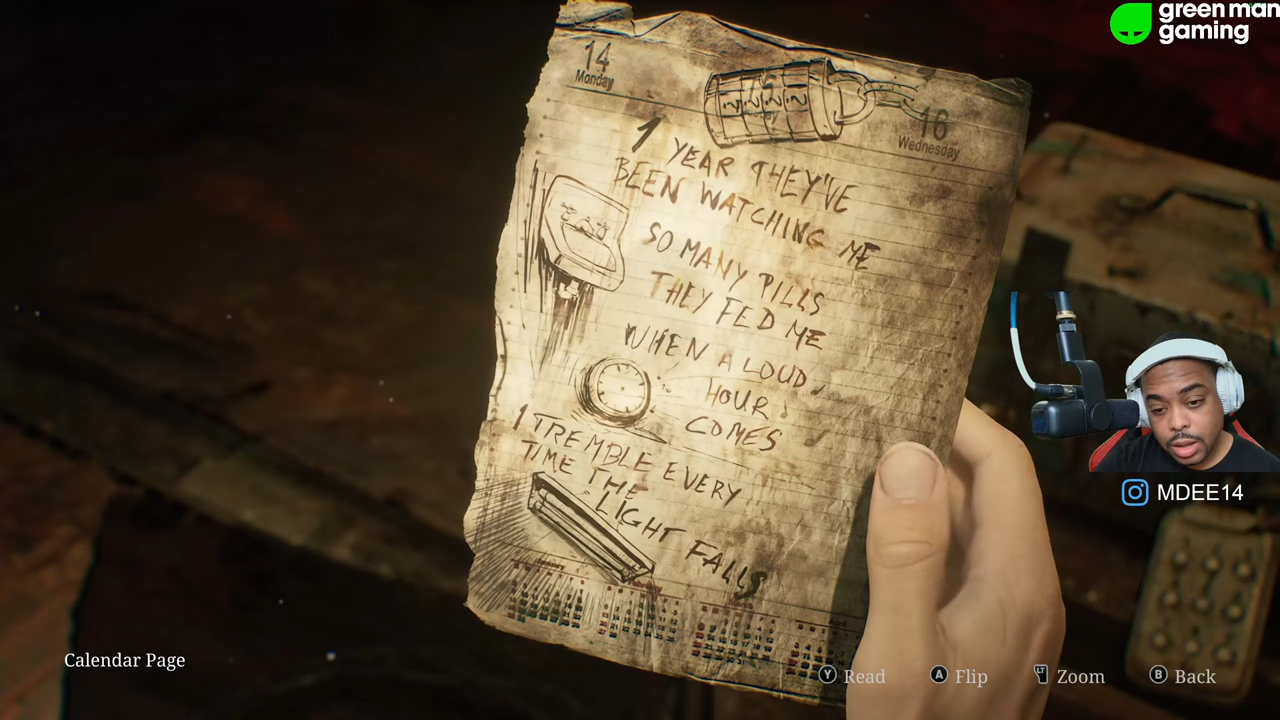 green man
gaming
14
Monday
16
Wednesday
1 YEAR THEY'VE
BEEN WATCHING ME
SO MANY PILLS
THEY FED ME
WHEN A LOUD
HOUR
COMES
I TREMBLE EVERY
TIME THE
LIGHT FALLS
MDEE14
Calendar Page
Y Read
A Flip
LT Zoom
B Back